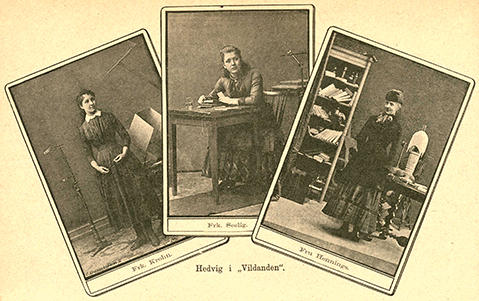 Frk. Krohn.
Frk. Seelig.
Fru Hennings.
Hedvig i „Vildanden“.